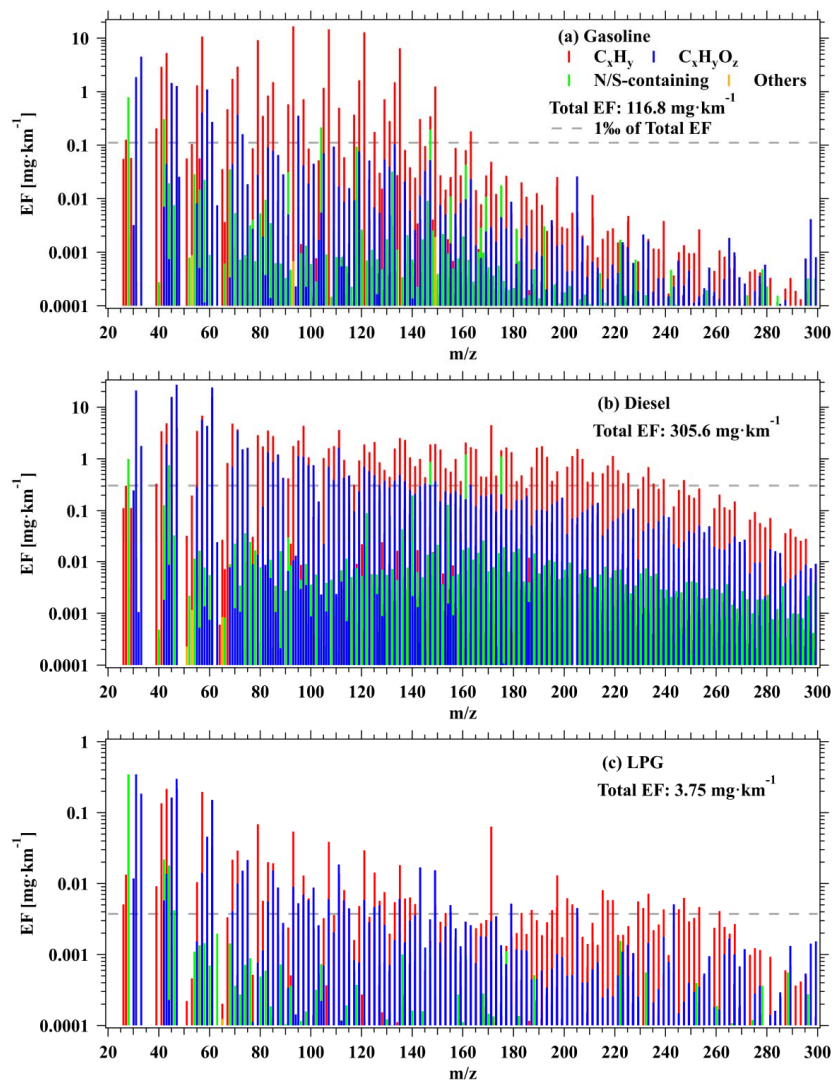 (a) Gasoline
CxHy CxHyOz
N/S-containing Others
Total EF: 116.8 mg·km⁻¹
1‰ of Total EF
EF [mg·km⁻¹]
10
1
0.1
0.01
0.001
0.0001
20 40 60 80 100 120 140 160 180 200 220 240 260 280 300
m/z
(b) Diesel
Total EF: 305.6 mg·km⁻¹
EF [mg·km⁻¹]
10
1
0.1
0.01
0.001
0.0001
20 40 60 80 100 120 140 160 180 200 220 240 260 280 300
m/z
(c) LPG
Total EF: 3.75 mg·km⁻¹
EF [mg·km⁻¹]
1
0.1
0.01
0.001
0.0001
20 40 60 80 100 120 140 160 180 200 220 240 260 280 300
m/z